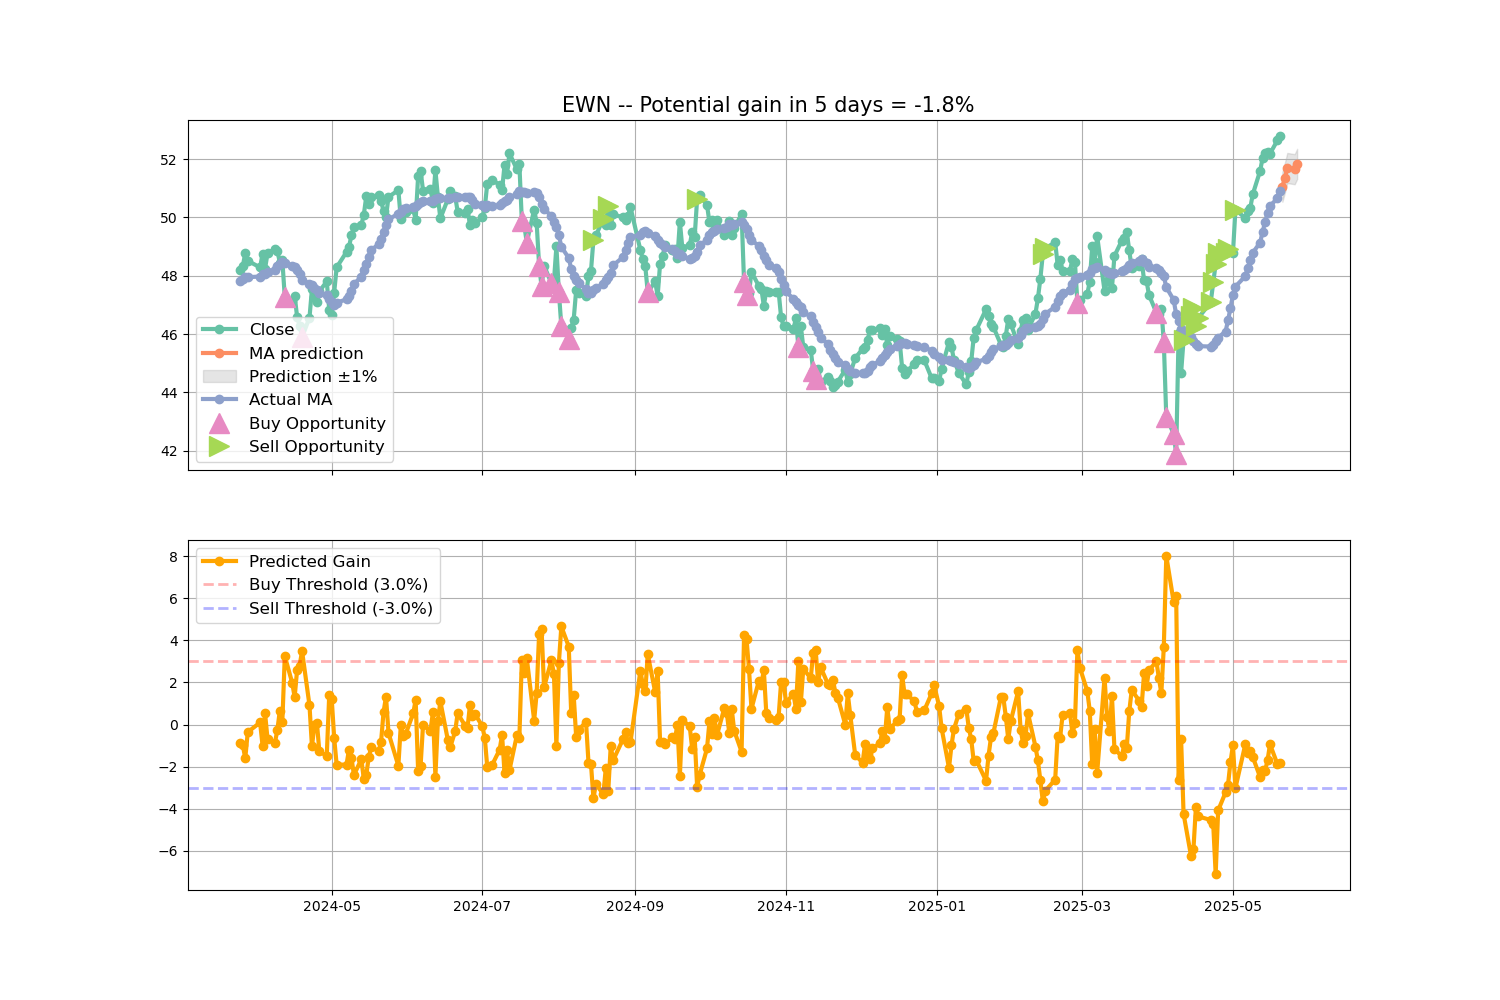 EWN -- Potential gain in 5 days = -1.8%
52
50
48
46
44
42
Close
MA prediction
Prediction ±1%
Actual MA
Buy Opportunity
Sell Opportunity
8
6
4
2
0
−2
−4
−6
Predicted Gain
Buy Threshold (3.0%)
Sell Threshold (-3.0%)
2024-05
2024-07
2024-09
2024-11
2025-01
2025-03
2025-05